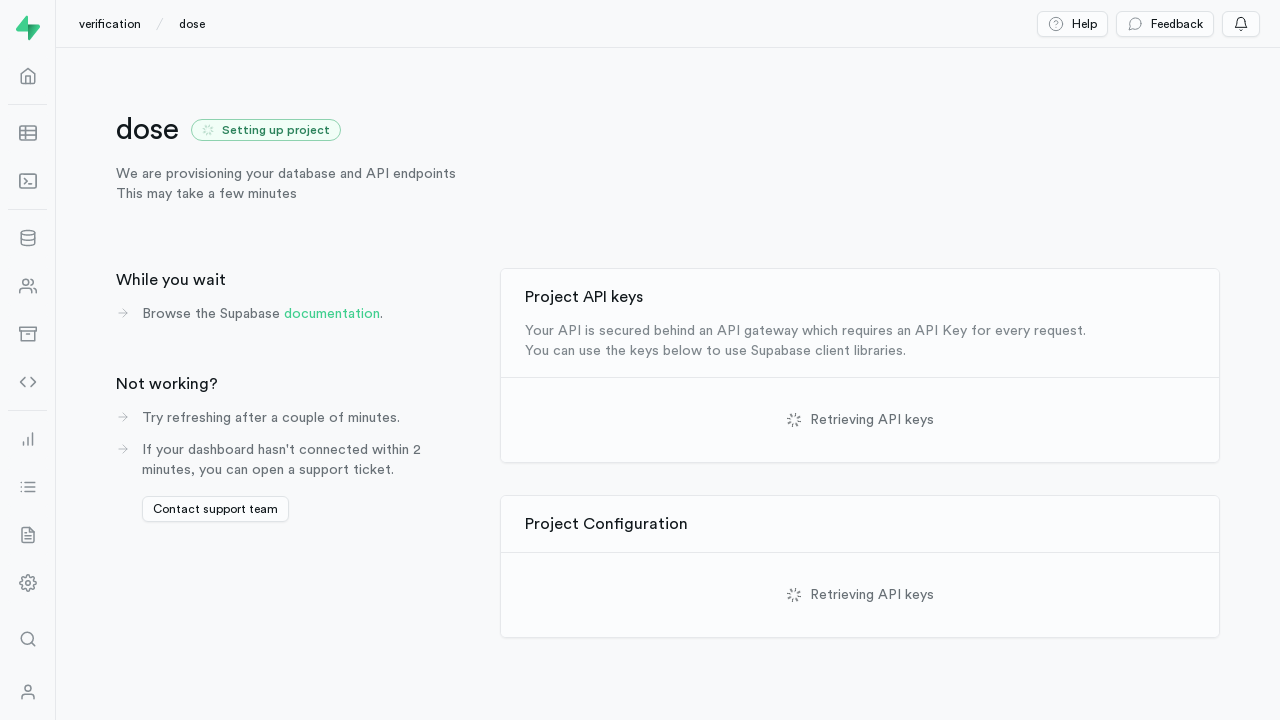 verification / dose
Help
Feedback
dose
Setting up project
We are provisioning your database and API endpoints
This may take a few minutes
While you wait
Browse the Supabase documentation.
Not working?
Try refreshing after a couple of minutes.
If your dashboard hasn't connected within 2
minutes, you can open a support ticket.
Contact support team
Project API keys
Your API is secured behind an API gateway which requires an API Key for every request.
You can use the keys below to use Supabase client libraries.
Retrieving API keys
Project Configuration
Retrieving API keys